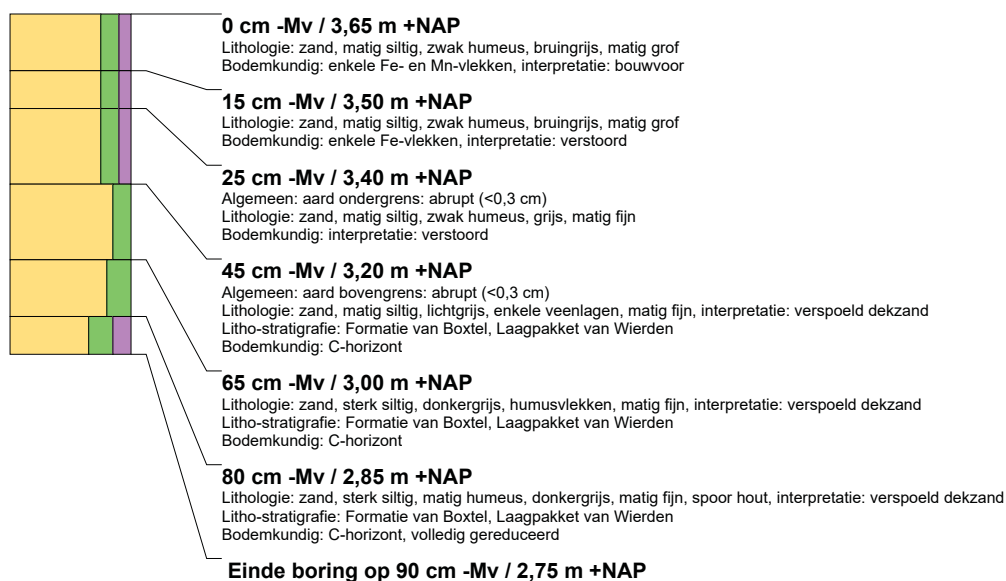 0 cm -Mv / 3,65 m +NAP
Lithologie: zand, matig siltig, zwak humeus, bruingrijs, matig grof
Bodemkundig: enkele Fe- en Mn-vlekken, interpretatie: bouwvoor
15 cm -Mv / 3,50 m +NAP
Lithologie: zand, matig siltig, zwak humeus, bruingrijs, matig grof
Bodemkundig: enkele Fe-vlekken, interpretatie: verstoord
25 cm -Mv / 3,40 m +NAP
Algemeen: aard ondergrens: abrupt (<0,3 cm)
Lithologie: zand, matig siltig, zwak humeus, grijs, matig fijn
Bodemkundig: interpretatie: verstoord
45 cm -Mv / 3,20 m +NAP
Algemeen: aard bovengrens: abrupt (<0,3 cm)
Lithologie: zand, matig siltig, lichtgrijs, enkele veenlagen, matig fijn, interpretatie: verspoeld dekzand
Litho-stratigrafie: Formatie van Boxtel, Laagpakket van Wierden
Bodemkundig: C-horizont
65 cm -Mv / 3,00 m +NAP
Lithologie: zand, sterk siltig, donkergrijs, humusvlekken, matig fijn, interpretatie: verspoeld dekzand
Litho-stratigrafie: Formatie van Boxtel, Laagpakket van Wierden
Bodemkundig: C-horizont
80 cm -Mv / 2,85 m +NAP
Lithologie: zand, sterk siltig, matig humeus, donkergrijs, matig fijn, spoor hout, interpretatie: verspoeld dekzand
Litho-stratigrafie: Formatie van Boxtel, Laagpakket van Wierden
Bodemkundig: C-horizont, volledig gereduceerd
Einde boring op 90 cm -Mv / 2,75 m +NAP